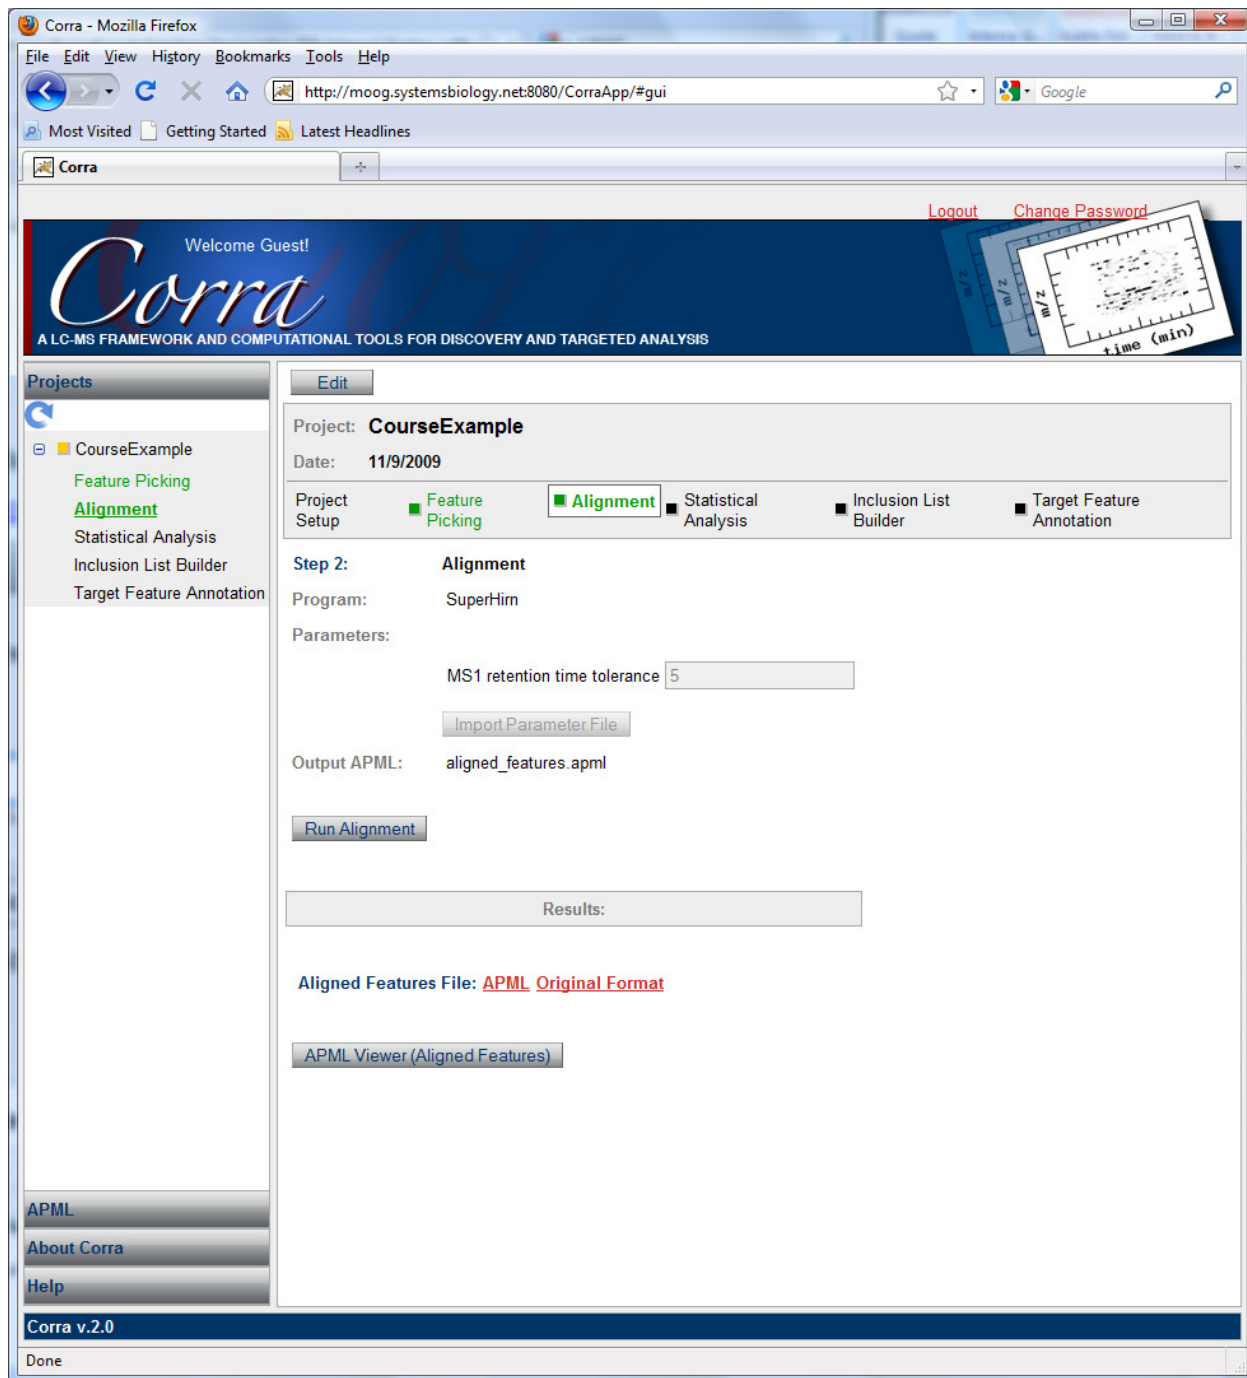 Corra - Mozilla Firefox
File Edit View History Bookmarks Tools Help
http://moog.systemsbiology.net:8080/CorraApp/#gui
Google
Most Visited Getting Started Latest Headlines
Corra
Logout Change Password
Welcome Guest!
Corra
A LC-MS FRAMEWORK AND COMPUTATIONAL TOOLS FOR DISCOVERY AND TARGETED ANALYSIS
m/z
m/z
m/z
time (min)
Projects
CourseExample
Feature Picking
Alignment
Statistical Analysis
Inclusion List Builder
Target Feature Annotation
Edit
Project: CourseExample
Date: 11/9/2009
Project Setup
Feature Picking
Alignment
Statistical Analysis
Inclusion List Builder
Target Feature Annotation
Step 2: Alignment
Program: SuperHirn
Parameters:
MS1 retention time tolerance 5
Import Parameter File
Output APML: aligned_features.apml
Run Alignment
Results:
Aligned Features File: APML Original Format
APML Viewer (Aligned Features)
APML
About Corra
Help
Corra v.2.0
Done